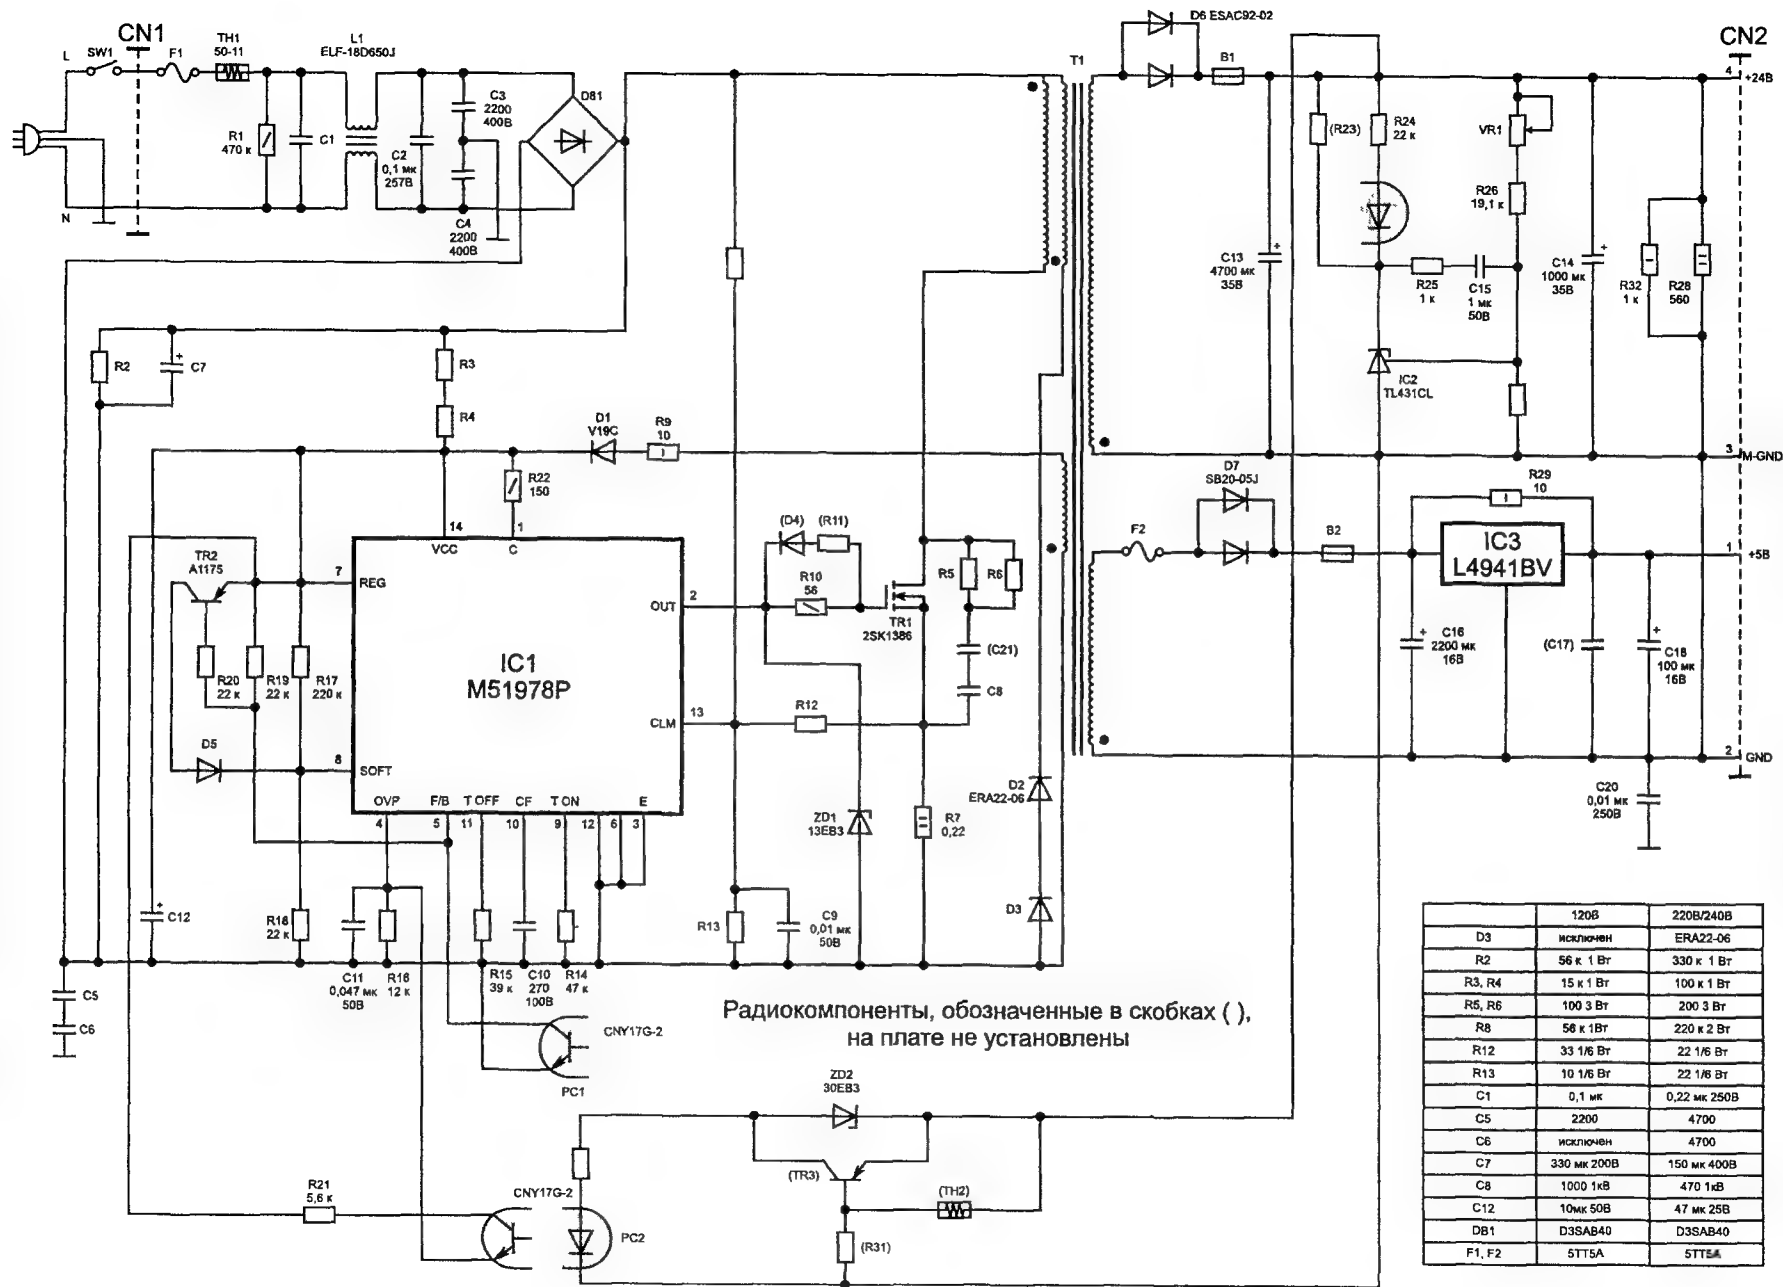 CN1
L
SW1
F1
TH1
50-11
L1
ELF-18D650J
R1
470 к
C1
C2
0,1 мк
257В
C3
2200
400В
C4
2200
400В
D81
N
T1
D6 ESAC92-02
B1
CN2
4
+24В
(R23)
R24
22 к
VR1
R26
19,1 к
C13
4700 мк
35В
R25
1 к
C15
1 мк
50В
C14
1000 мк
35В
R32
1 к
R28
560
IC2
TL431CL
3
M-GND
R2
C7
R3
R4
D1
V19C
R9
10
R22
150
14
1
VCC
C
TR2
A1175
7
REG
R20
22 к
R19
22 к
R17
220 к
IC1
M51978P
OUT
2
CLM
13
D5
8
SOFT
OVP
F/B
T OFF
CF
T ON
E
4
5
11
10
9
12
6
3
(D4)
(R11)
R10
56
TR1
2SK1386
R5
R6
(C21)
C8
R12
ZD1
13EB3
R7
0,22
D2
ERA22-06
D3
D7
SB20-05J
F2
B2
R29
10
IC3
L4941BV
1
+5В
C16
2200 мк
16В
(C17)
C18
100 мк
16В
2
GND
C20
0,01 мк
250В
C12
R18
22 к
C11
0,047 мк
50В
R16
12 к
R15
39 к
C10
270
100В
R14
47 к
R13
C9
0,01 мк
50В
C5
C6
CNY17G-2
PC1
Радиокомпоненты, обозначенные в скобках ( ),
на плате не установлены
ZD2
30EB3
(TR3)
(TH2)
(R31)
R21
5,6 к
CNY17G-2
PC2
120В 220В/240В
D3 исключен ERA22-06
R2 56 к 1 Вт 330 к 1 Вт
R3, R4 15 к 1 Вт 100 к 1 Вт
R5, R6 100 3 Вт 200 3 Вт
R8 56 к 1Вт 220 к 2 Вт
R12 33 1/6 Вт 22 1/6 Вт
R13 10 1/6 Вт 22 1/6 Вт
C1 0,1 мк 0,22 мк 250В
C5 2200 4700
C6 исключен 4700
C7 330 мк 200В 150 мк 400В
C8 1000 1кВ 470 1кВ
C12 10мк 50В 47 мк 25В
DB1 D3SAB40 D3SAB40
F1, F2 5TT5A 5TT5A